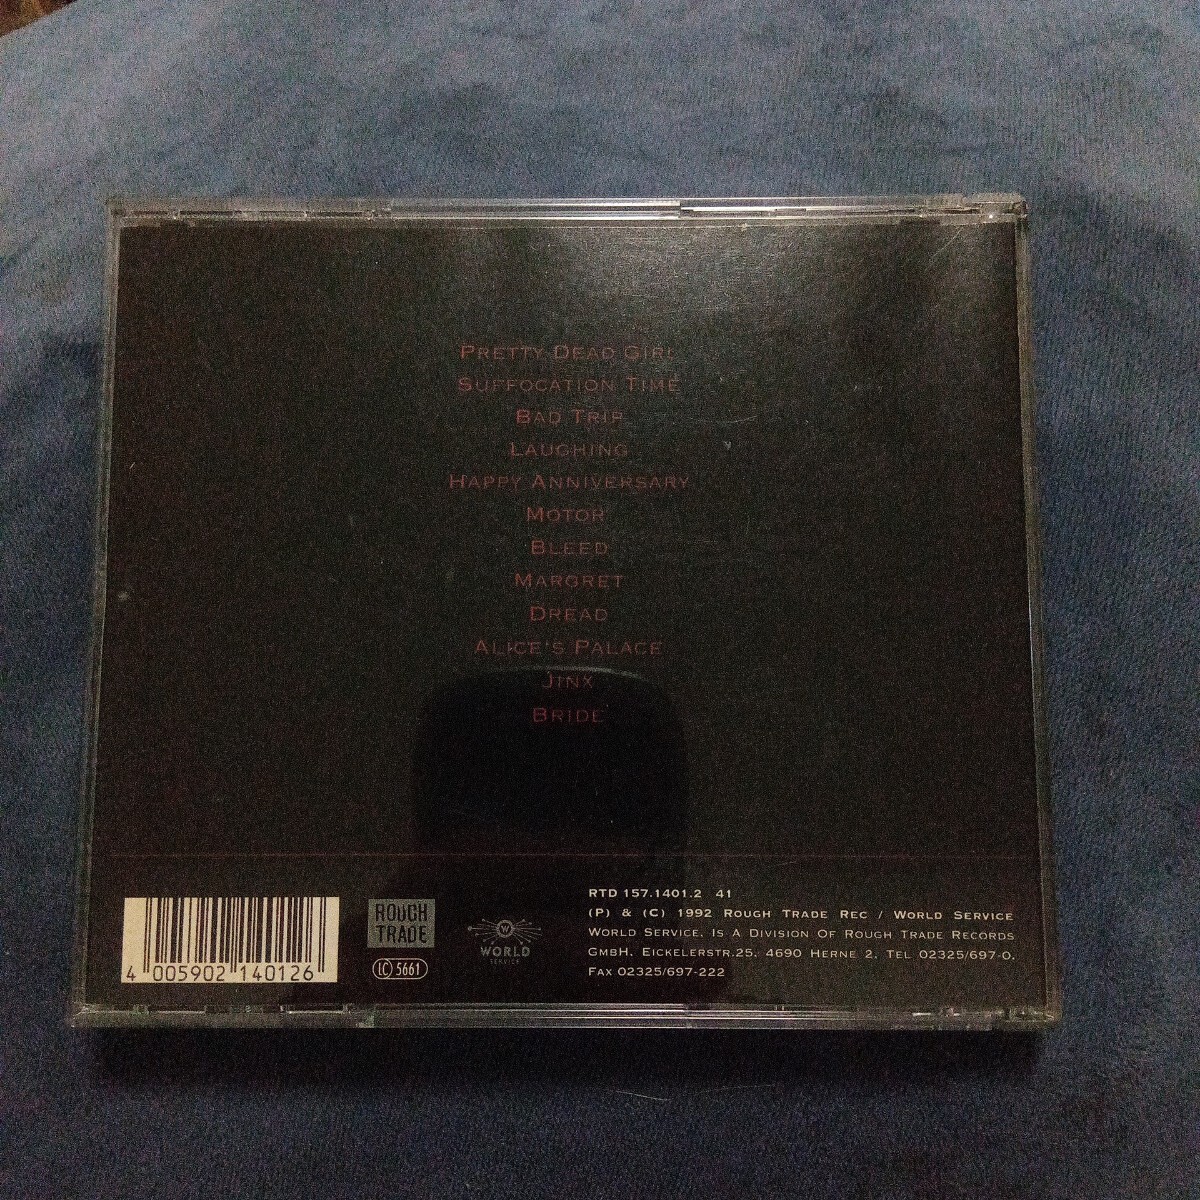 PRETTY DEAD GIRL
SUFFOCATION TIME
BAD TRIP
LAUGHING
HAPPY ANNIVERSARY
MOTOR
BLEED
MARGRET
DREAD
ALICE'S PALACE
JINX
BRIDE
4 005902 140126
ROUGH
TRADE
LC 5661
W
WORLD
SERVICE
RTD 157.1401.2 41
(P) & (C) 1992 ROUGH TRADE REC / WORLD SERVICE
WORLD SERVICE. IS A DIVISION OF ROUGH TRADE RECORDS
GMBH. EICKELERSTR.25. 4690 HERNE 2. TEL 02325/697-0.
FAX 02325/697-222